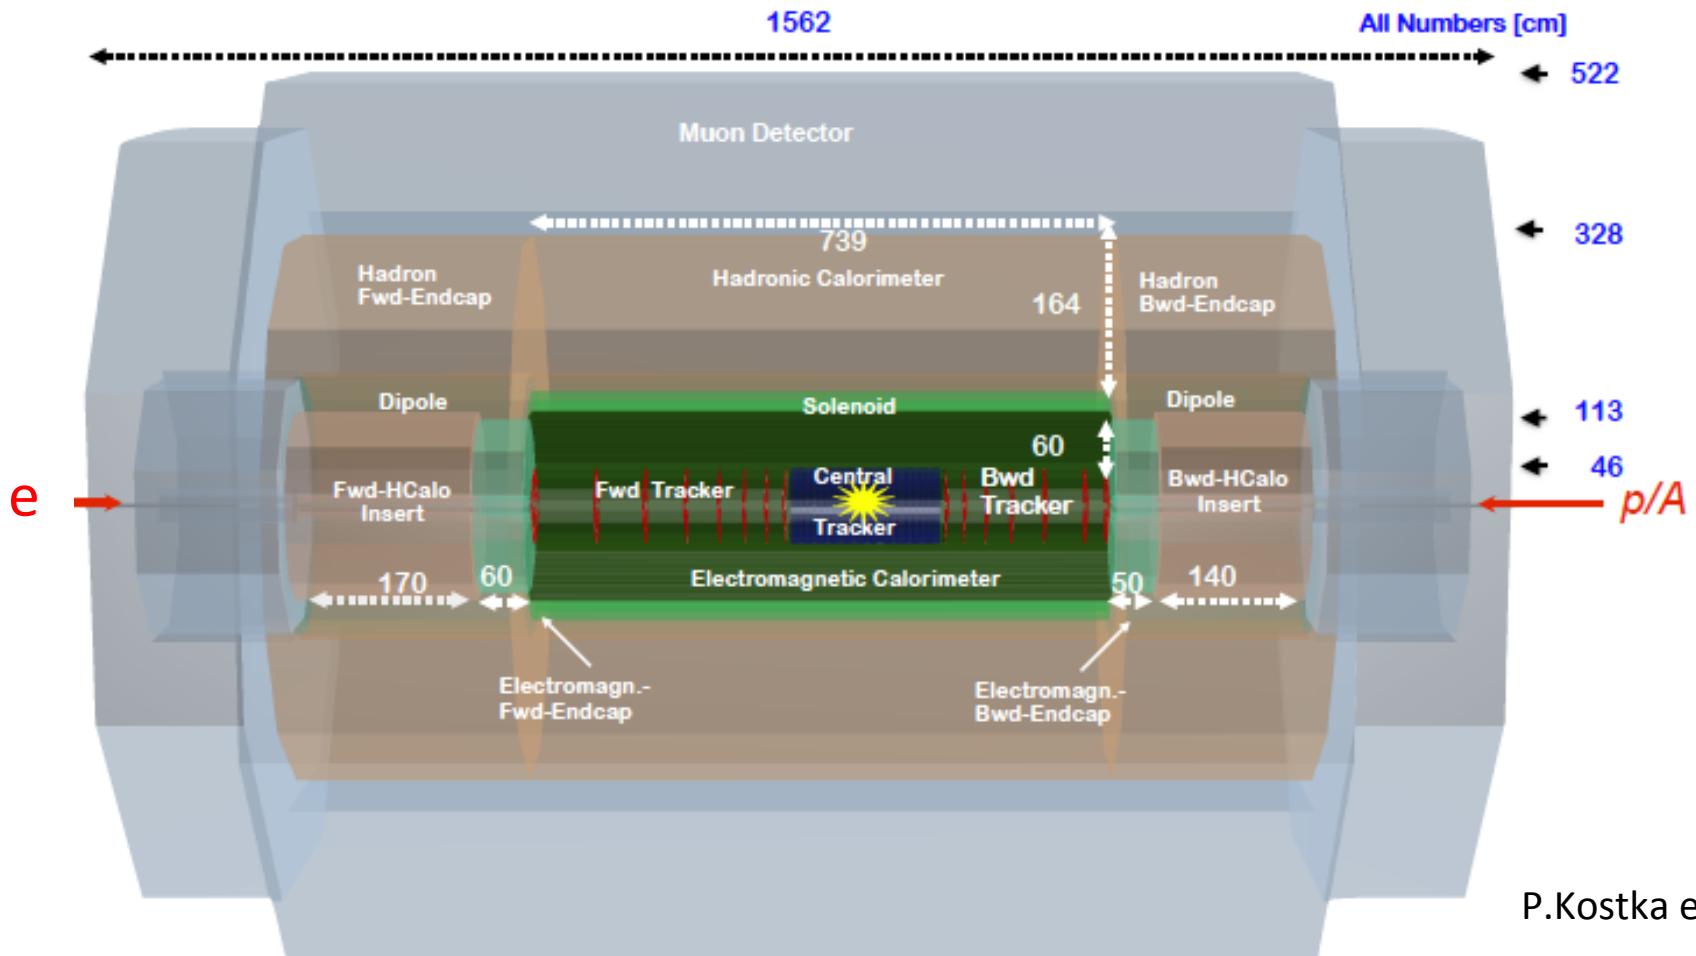 1562
All Numbers [cm]
522
Muon Detector
328
739
Hadron
Fwd-Endcap
Hadronic Calorimeter
Hadron
Bwd-Endcap
164
Dipole
Solenoid
Dipole
113
60
46
e
Fwd-HCalo
Insert
Fwd Tracker
Central
Tracker
Bwd
Tracker
Bwd-HCalo
Insert
p/A
170
60
Electromagnetic Calorimeter
50
140
Electromagn.-
Fwd-Endcap
Electromagn.-
Bwd-Endcap
P.Kostka e